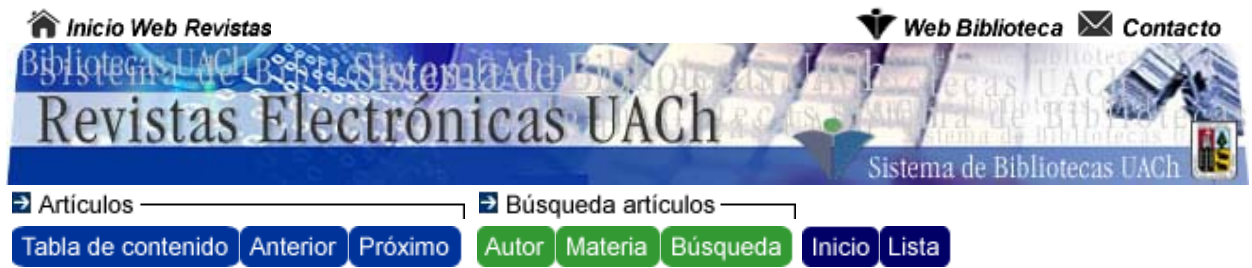 Inicio Web Revistas Web Biblioteca Contacto
Revistas Electrónicas UACh
Sistema de Bibliotecas UACh
Artículos Búsqueda artículos
Tabla de contenido Anterior Próximo Autor Materia Búsqueda Inicio Lista